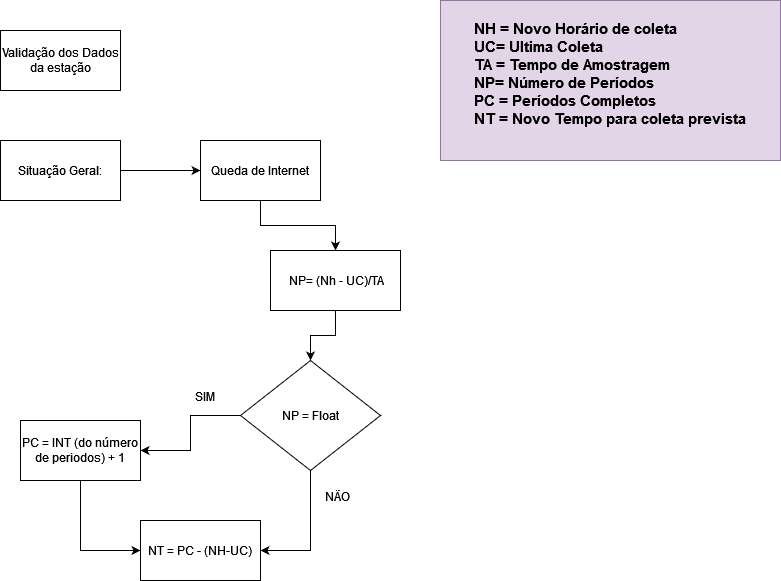 NH = Novo Horário de coleta
UC= Ultima Coleta
TA = Tempo de Amostragem
NP= Número de Períodos
PC = Períodos Completos
NT = Novo Tempo para coleta prevista
Validação dos Dados
da estação
Situação Geral:
Queda de Internet
NP= (Nh - UC)/TA
NP = Float
SIM
PC = INT (do número
de periodos) + 1
NÃO
NT = PC - (NH-UC)